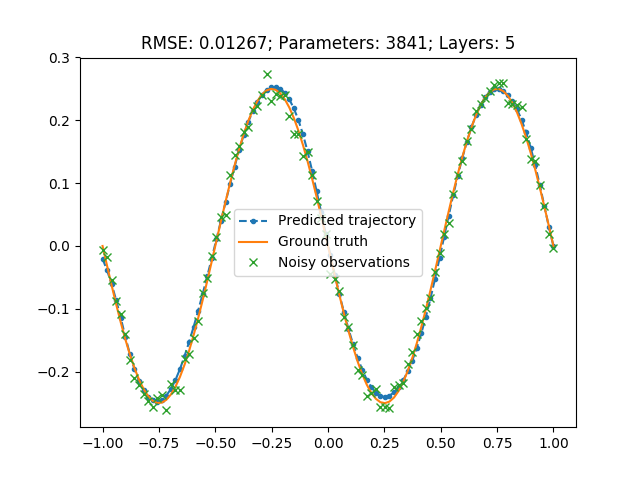 RMSE: 0.01267; Parameters: 3841; Layers: 5
0.3
0.2
0.1
0.0
−0.1
−0.2
Predicted trajectory
Ground truth
Noisy observations
−1.00 −0.75 −0.50 −0.25 0.00 0.25 0.50 0.75 1.00